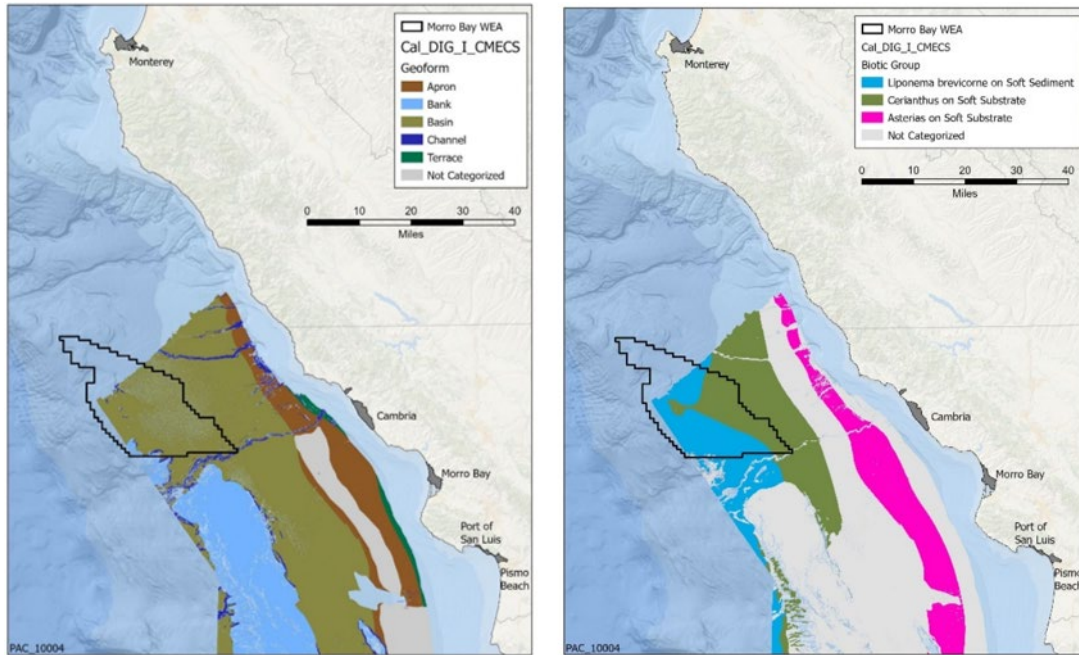 Morro Bay WEA
Cal_DIG_I_CMECS
Geoform
Apron
Bank
Basin
Channel
Terrace
Not Categorized
0 10 20 30 40
Miles
Monterey
Cambria
Morro Bay
Port of
San Luis
Pismo
Beach
PAC_10004
Morro Bay WEA
Cal_DIG_I_CMECS
Biotic Group
Liponema brevicorne on Soft Sediment
Cerianthus on Soft Substrate
Asterias on Soft Substrate
Not Categorized
0 10 20 30 40
Miles
Monterey
Cambria
Morro Bay
Port of
San Luis
Pismo
Beach
PAC_10004